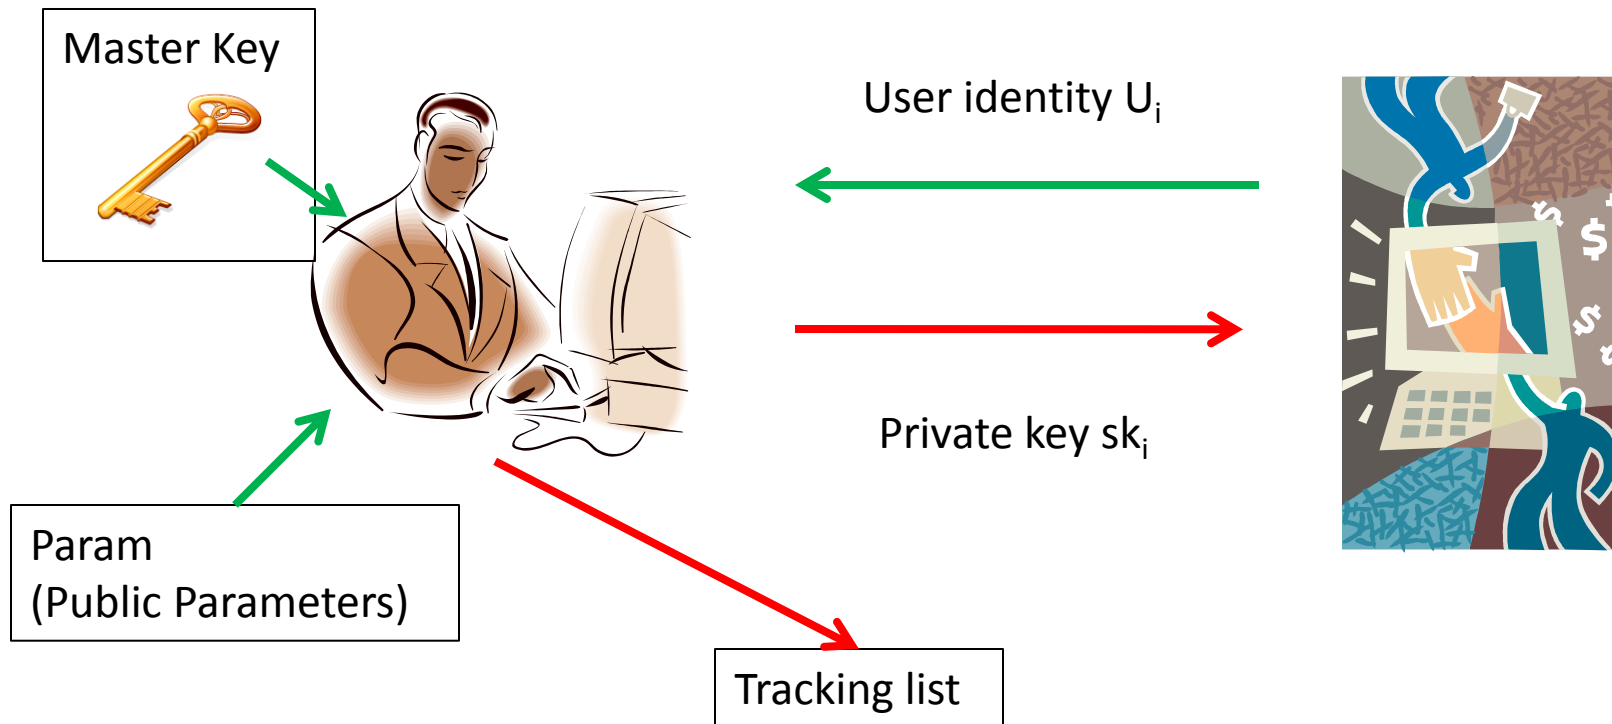 Master Key
User identity Uᵢ
$
$
$
Private key skᵢ
Param
(Public Parameters)
Tracking list